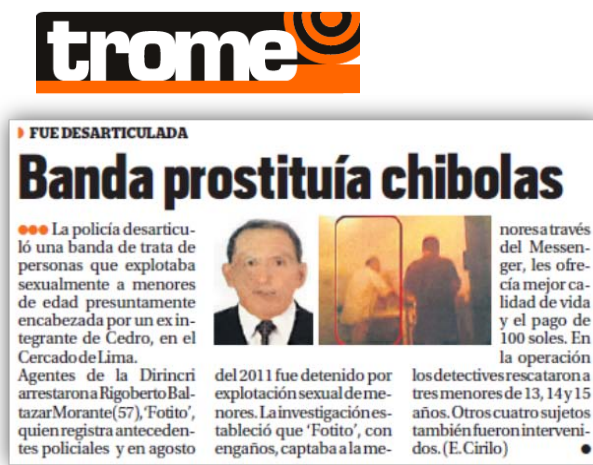 trome
FUE DESARTICULADA
Banda prostituía chibolas
La policía desarticu-
ló una banda de trata de
personas que explotaba
sexualmente a menores
de edad presuntamente
encabezada por un ex in-
tegrante de Cedro, en el
Cercado de Lima.
Agentes de la Dirincri
arrestaron a Rigoberto Bal-
tazar Morante (57), 'Fotito',
quien registra anteceden-
tes policiales y en agosto
del 2011 fue detenido por
explotación sexual de me-
nores. La investigación es-
tableció que 'Fotito', con
engaños, captaba a la me-
nores a través
del Messen-
ger, les ofre-
cía mejor ca-
lidad de vida
y el pago de
100 soles. En
la operación
los detectives rescataron a
tres menores de 13, 14 y 15
años. Otros cuatro sujetos
también fueron interveni-
dos. (E. Cirilo)